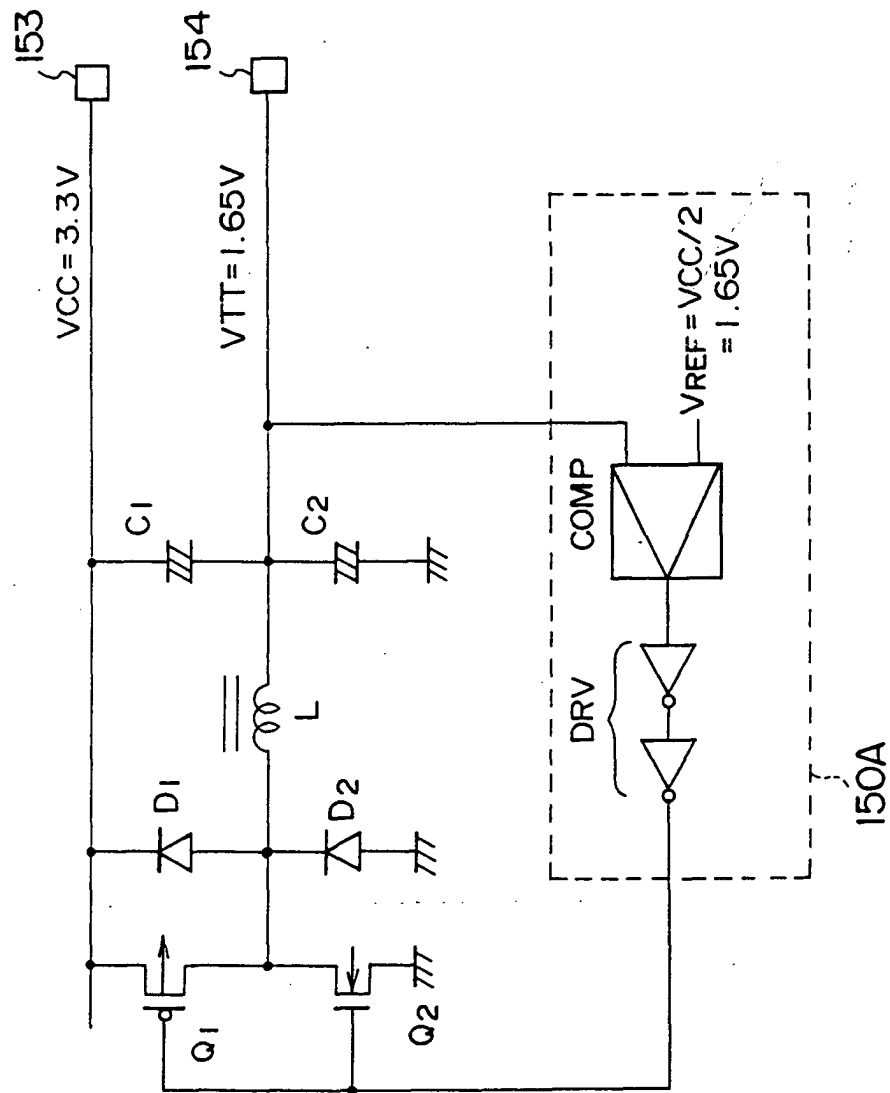 153
VCC=3.3V
154
VTT=1.65V
C1
C2
L
D1
D2
Q1
Q2
VREF=VCC/2
=1.65V
COMP
DRV
150A